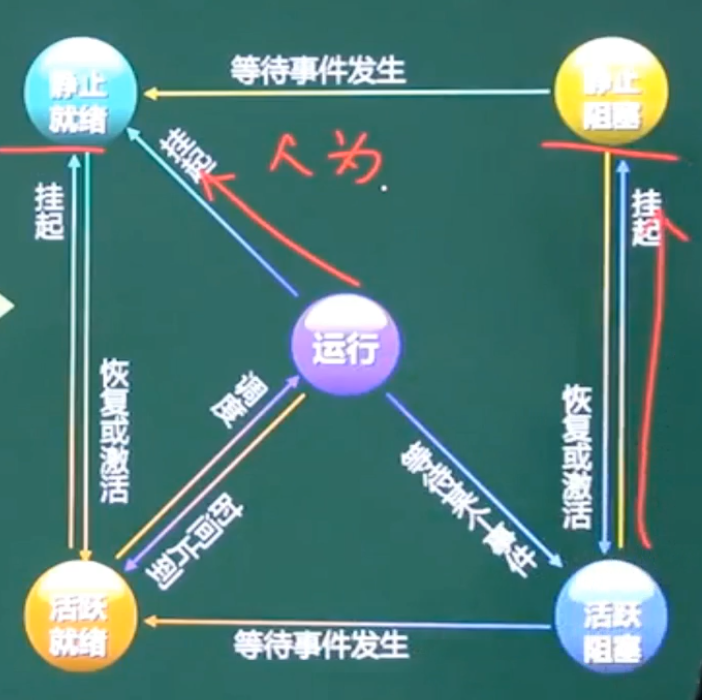 等待事件发生
静止
就绪
静止
阻塞
挂起
人为
挂起
挂起
运行
调度
恢复或激活
恢复或激活
等待某个事件
时间片到
活跃
就绪
活跃
阻塞
等待事件发生